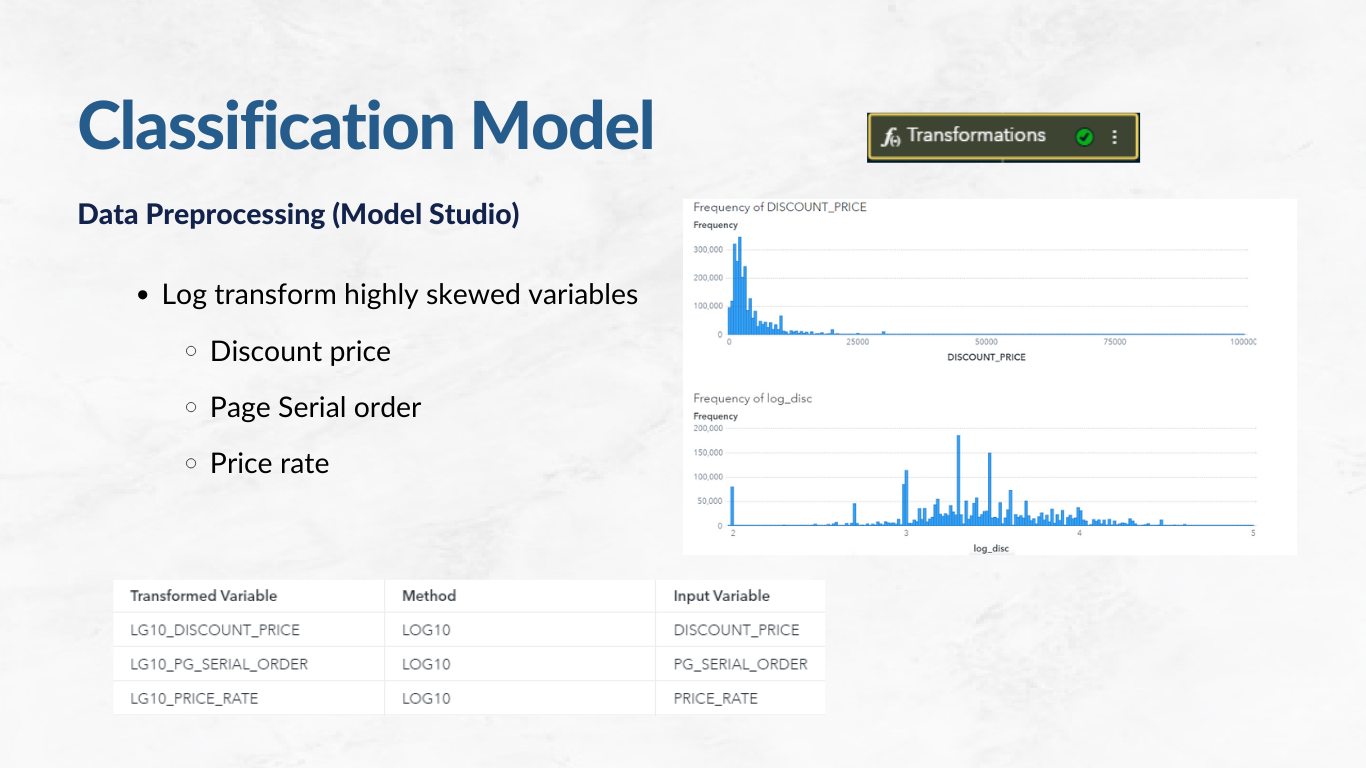 Classification Model
Transformations
Data Preprocessing (Model Studio)
Log transform highly skewed variables
Discount price
Page Serial order
Price rate
Frequency of DISCOUNT_PRICE
Frequency
300,000
200,000
100,000
0
0 25000 50000 75000 100000
DISCOUNT_PRICE
Frequency of log_disc
Frequency
200,000
150,000
100,000
50,000
0
2 3 4 5
log_disc
Transformed Variable Method Input Variable
LG10_DISCOUNT_PRICE LOG10 DISCOUNT_PRICE
LG10_PG_SERIAL_ORDER LOG10 PG_SERIAL_ORDER
LG10_PRICE_RATE LOG10 PRICE_RATE